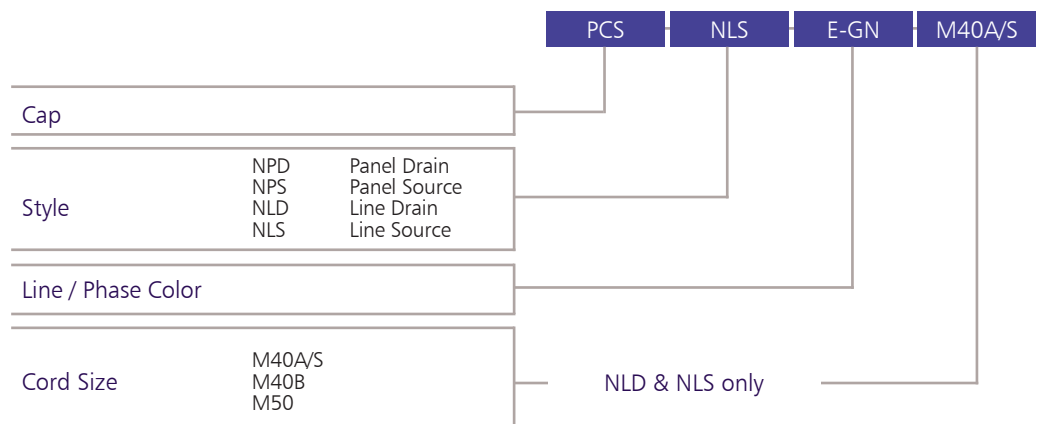 PCS NLS E-GN M40A/S
Cap
Style
NPD Panel Drain
NPS Panel Source
NLD Line Drain
NLS Line Source
Line / Phase Color
Cord Size
M40A/S
M40B
M50
NLD & NLS only